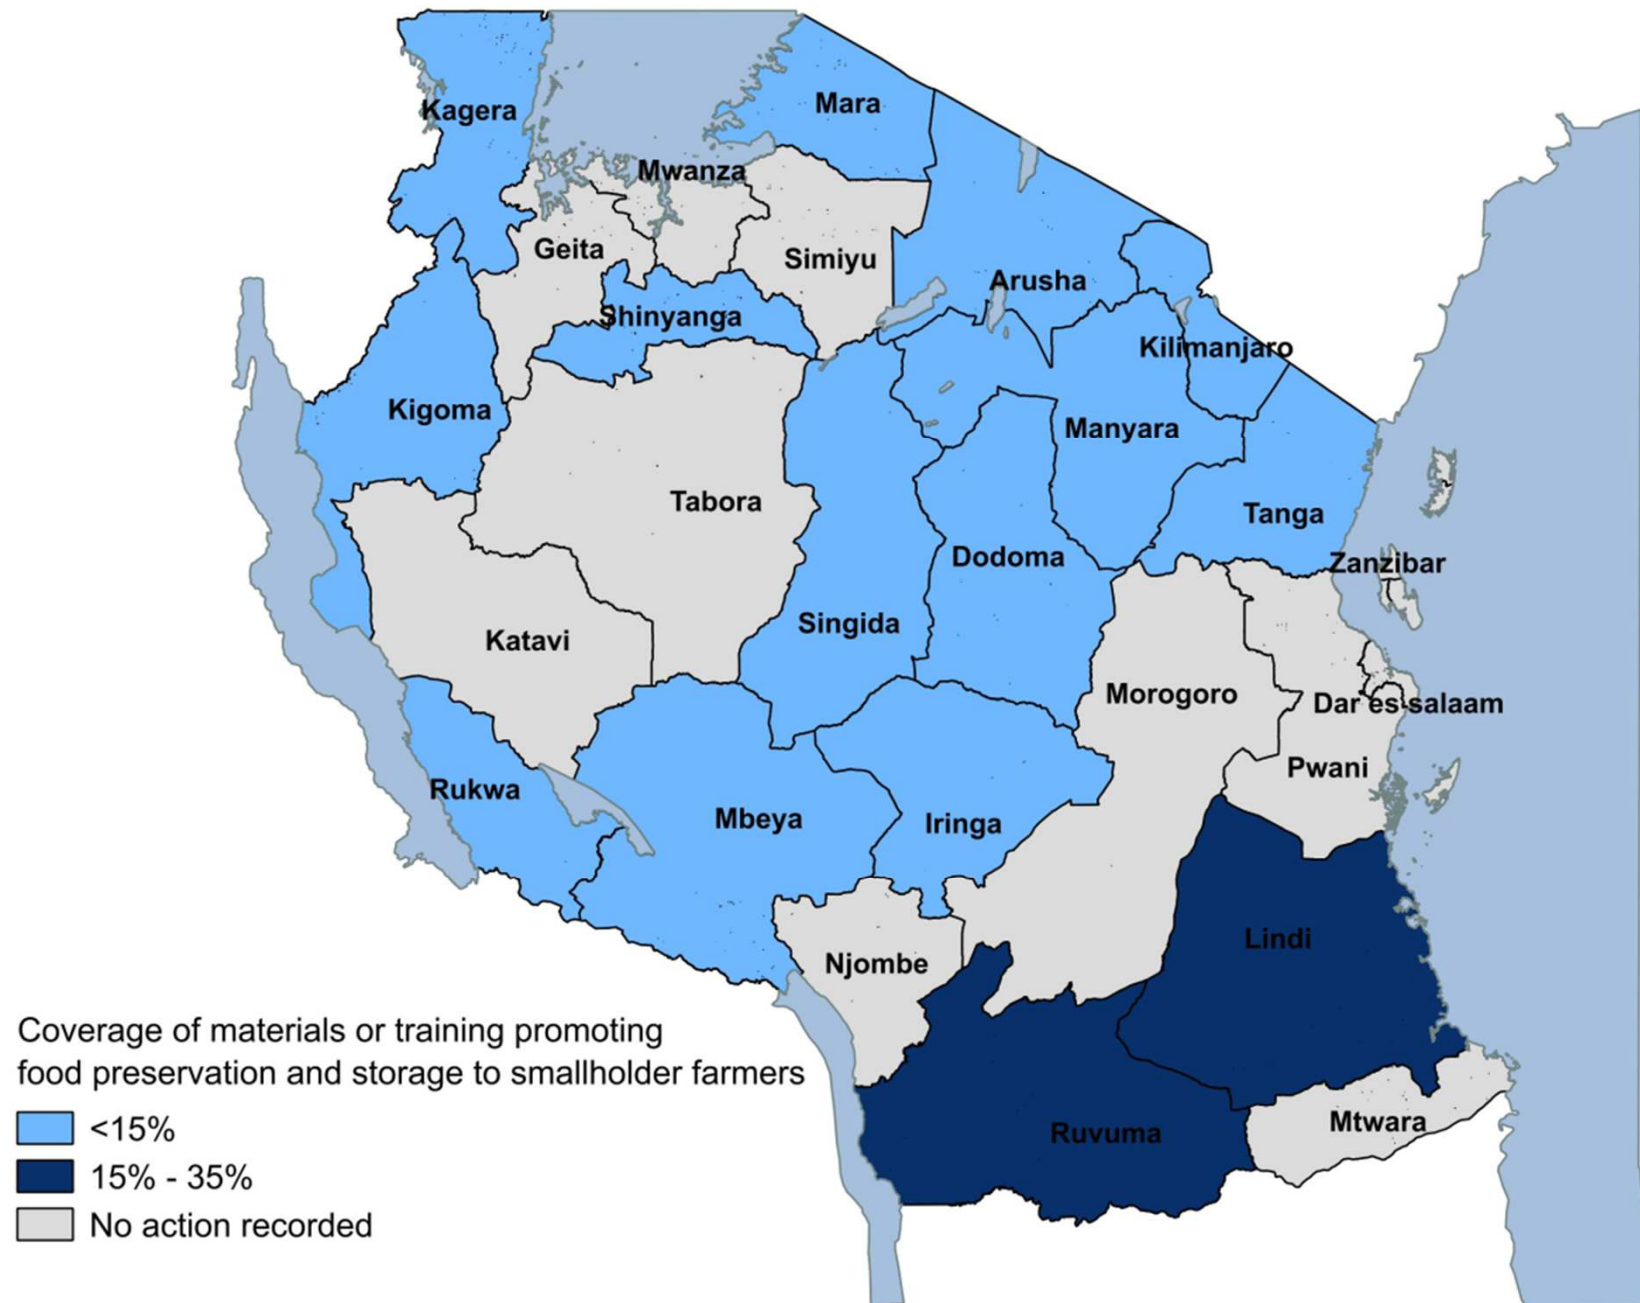 Kagera
Mara
Mwanza
Geita
Simiyu
Arusha
Shinyanga
Kilimanjaro
Kigoma
Manyara
Tabora
Tanga
Dodoma
Zanzibar
Singida
Katavi
Morogoro
Dar es salaam
Pwani
Rukwa
Mbeya
Iringa
Lindi
Njombe
Ruvuma
Mtwara
Coverage of materials or training promoting
food preservation and storage to smallholder farmers
<15%
15% - 35%
No action recorded